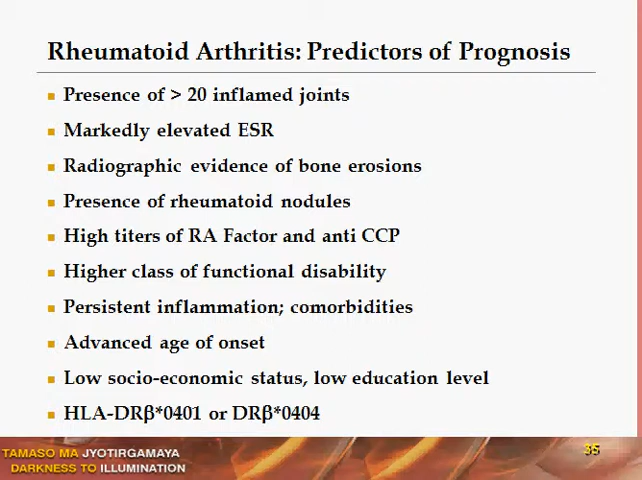 Rheumatoid Arthritis: Predictors of Prognosis
Presence of > 20 inflamed joints
Markedly elevated ESR
Radiographic evidence of bone erosions
Presence of rheumatoid nodules
High titers of RA Factor and anti CCP
Higher class of functional disability
Persistent inflammation; comorbidities
Advanced age of onset
Low socio-economic status, low education level
HLA-DRβ*0401 or DRβ*0404
TAMASO MA JYOTIRGAMAYA
DARKNESS TO ILLUMINATION
35